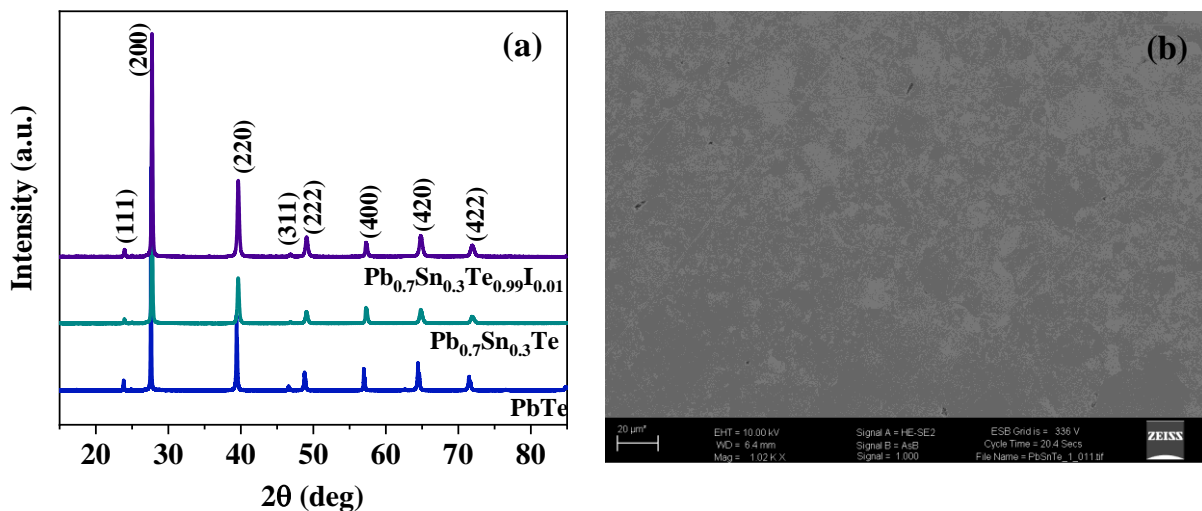 (a)
Intensity (a.u.)
(111)
(200)
(220)
(311)
(222)
(400)
(420)
(422)
Pb0.7Sn0.3Te0.99I0.01
Pb0.7Sn0.3Te
PbTe
20 30 40 50 60 70 80
2θ (deg)
(b)
20 µm*
EHT = 10.00 kV
WD = 6.4 mm
Mag = 1.02 K X
Signal A = HE-SE2
Signal B = AsB
Signal = 1.000
ESB Grid is = 336 V
Cycle Time = 20.4 Secs
File Name = PbSnTe_1_011.tif
ZEISS